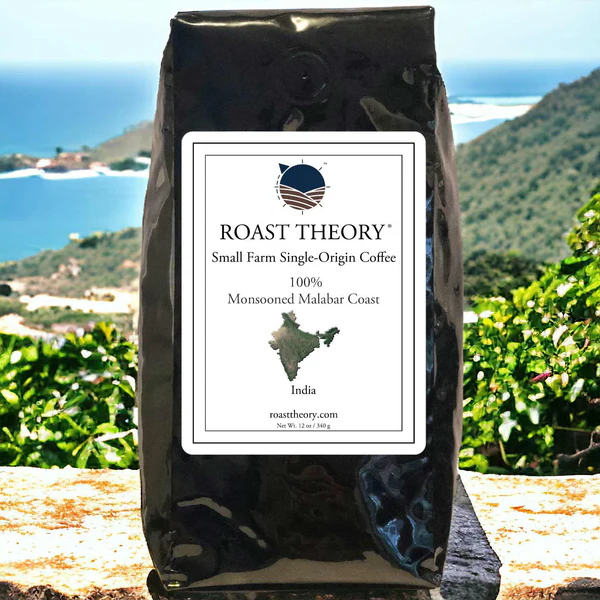 ROAST THEORY®
Small Farm Single-Origin Coffee
100%
Monsooned Malabar Coast
India
roasttheory.com
Net Wt. 12 oz / 340 g